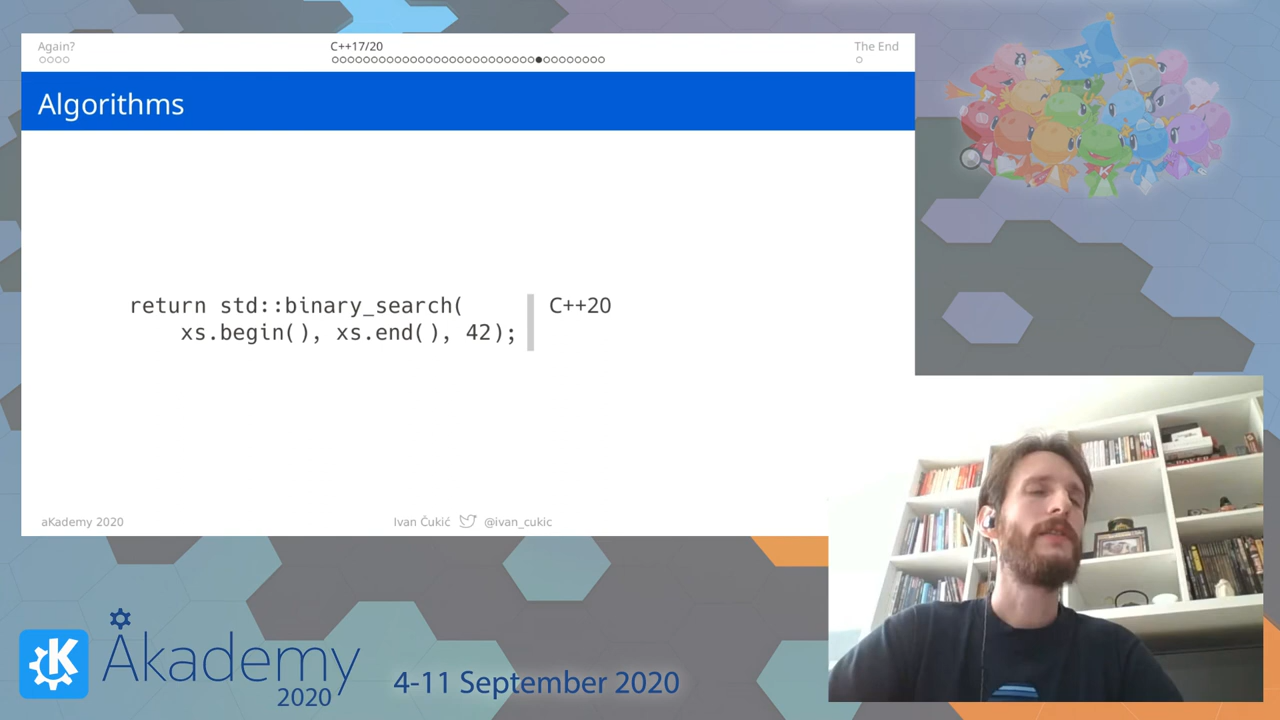 Again?
C++17/20
The End
Algorithms
return std::binary_search(
xs.begin(), xs.end(), 42);
C++20
aKademy 2020
Ivan Čukić
@ivan_cukic
Akademy
2020
4-11 September 2020